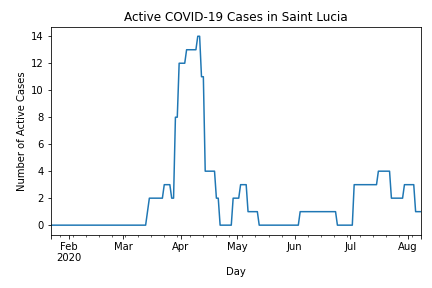 Active COVID-19 Cases in Saint Lucia
Number of Active Cases
14
12
10
8
6
4
2
0
Feb Mar Apr May Jun Jul Aug
2020
Day